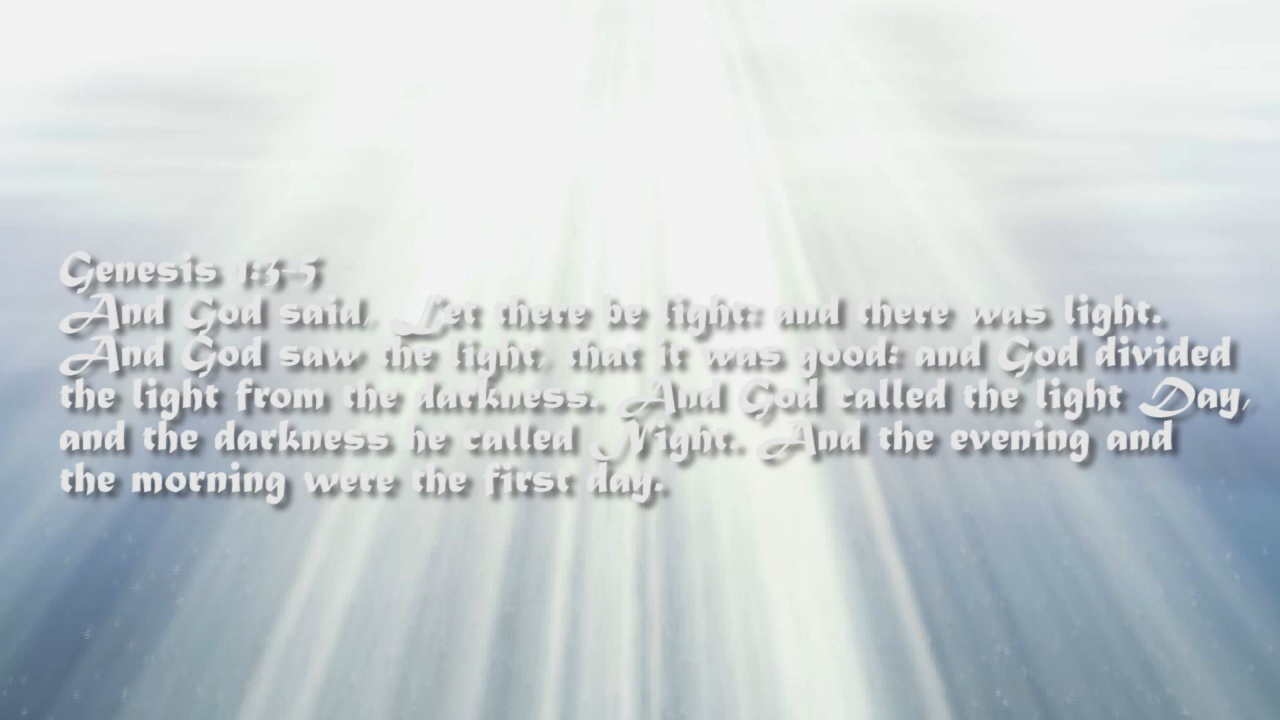 Genesis 1:3-5
And God said, Let there be light: and there was light.
And God saw the light, that it was good: and God divided
the light from the darkness. And God called the light Day,
and the darkness he called Night. And the evening and
the morning were the first day.